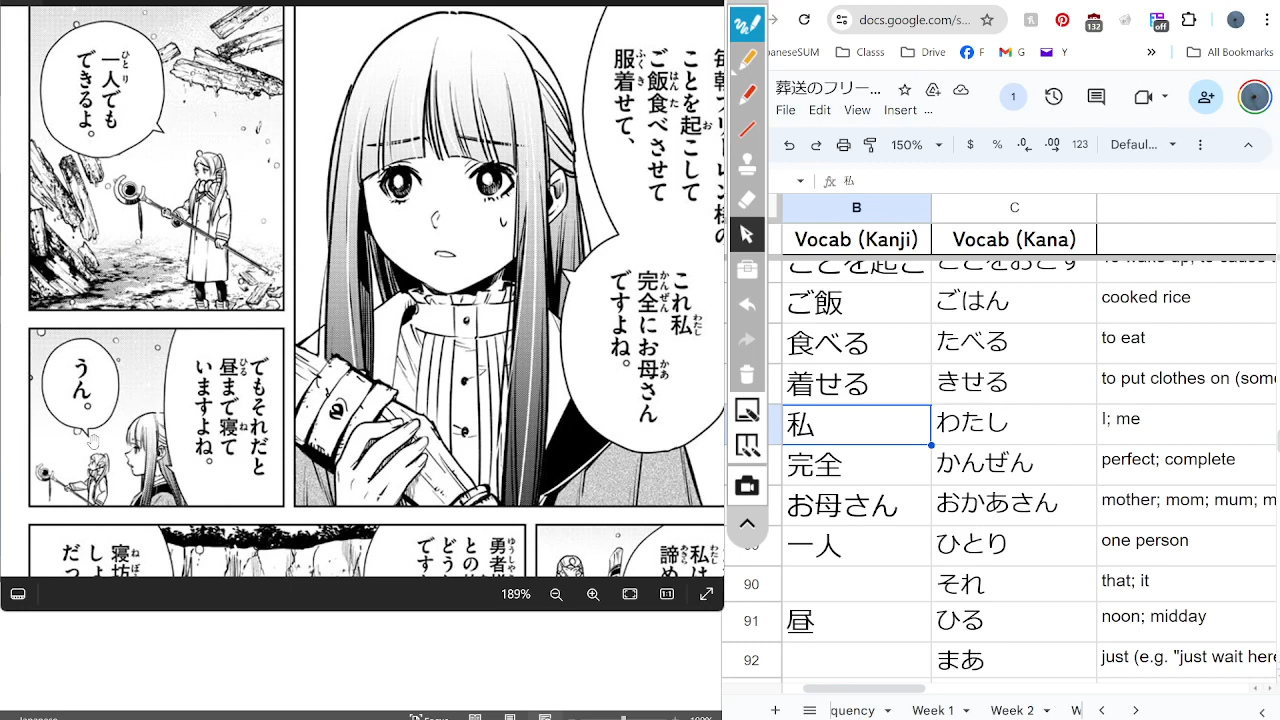 ことを起こして
ご飯食べさせて
服着せて、
これ私
完全にお母さん
ですよね。
一人でも
できるよ。
でもそれだと
昼まで寝て
いますよね。
うん。
勇者様
との
どう
です
寝坊
し
だっ
私は
諦め
189%
docs.google.com/s...
132
off
Classs
Drive
F
G
Y
All Bookmarks
葬送のフリー...
1
File Edit View Insert ...
150%
$ % .0 .00 123 Defaul...
fx 私
B C
Vocab (Kanji) Vocab (Kana)
ご飯 ごはん cooked rice
食べる たべる to eat
着せる きせる to put clothes on (som
私 わたし I; me
完全 かんぜん perfect; complete
お母さん おかあさん mother; mom; mum; m
一人 ひとり one person
90 それ that; it
91 昼 ひる noon; midday
92 まあ just (e.g. "just wait here
quency Week 1 Week 2 W